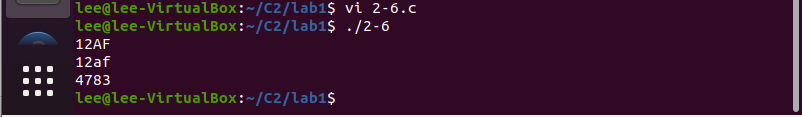 lee@lee-VirtualBox:~/C2/lab1$ vi 2-6.c
lee@lee-VirtualBox:~/C2/lab1$ ./2-6
12AF
12af
4783
lee@lee-VirtualBox:~/C2/lab1$